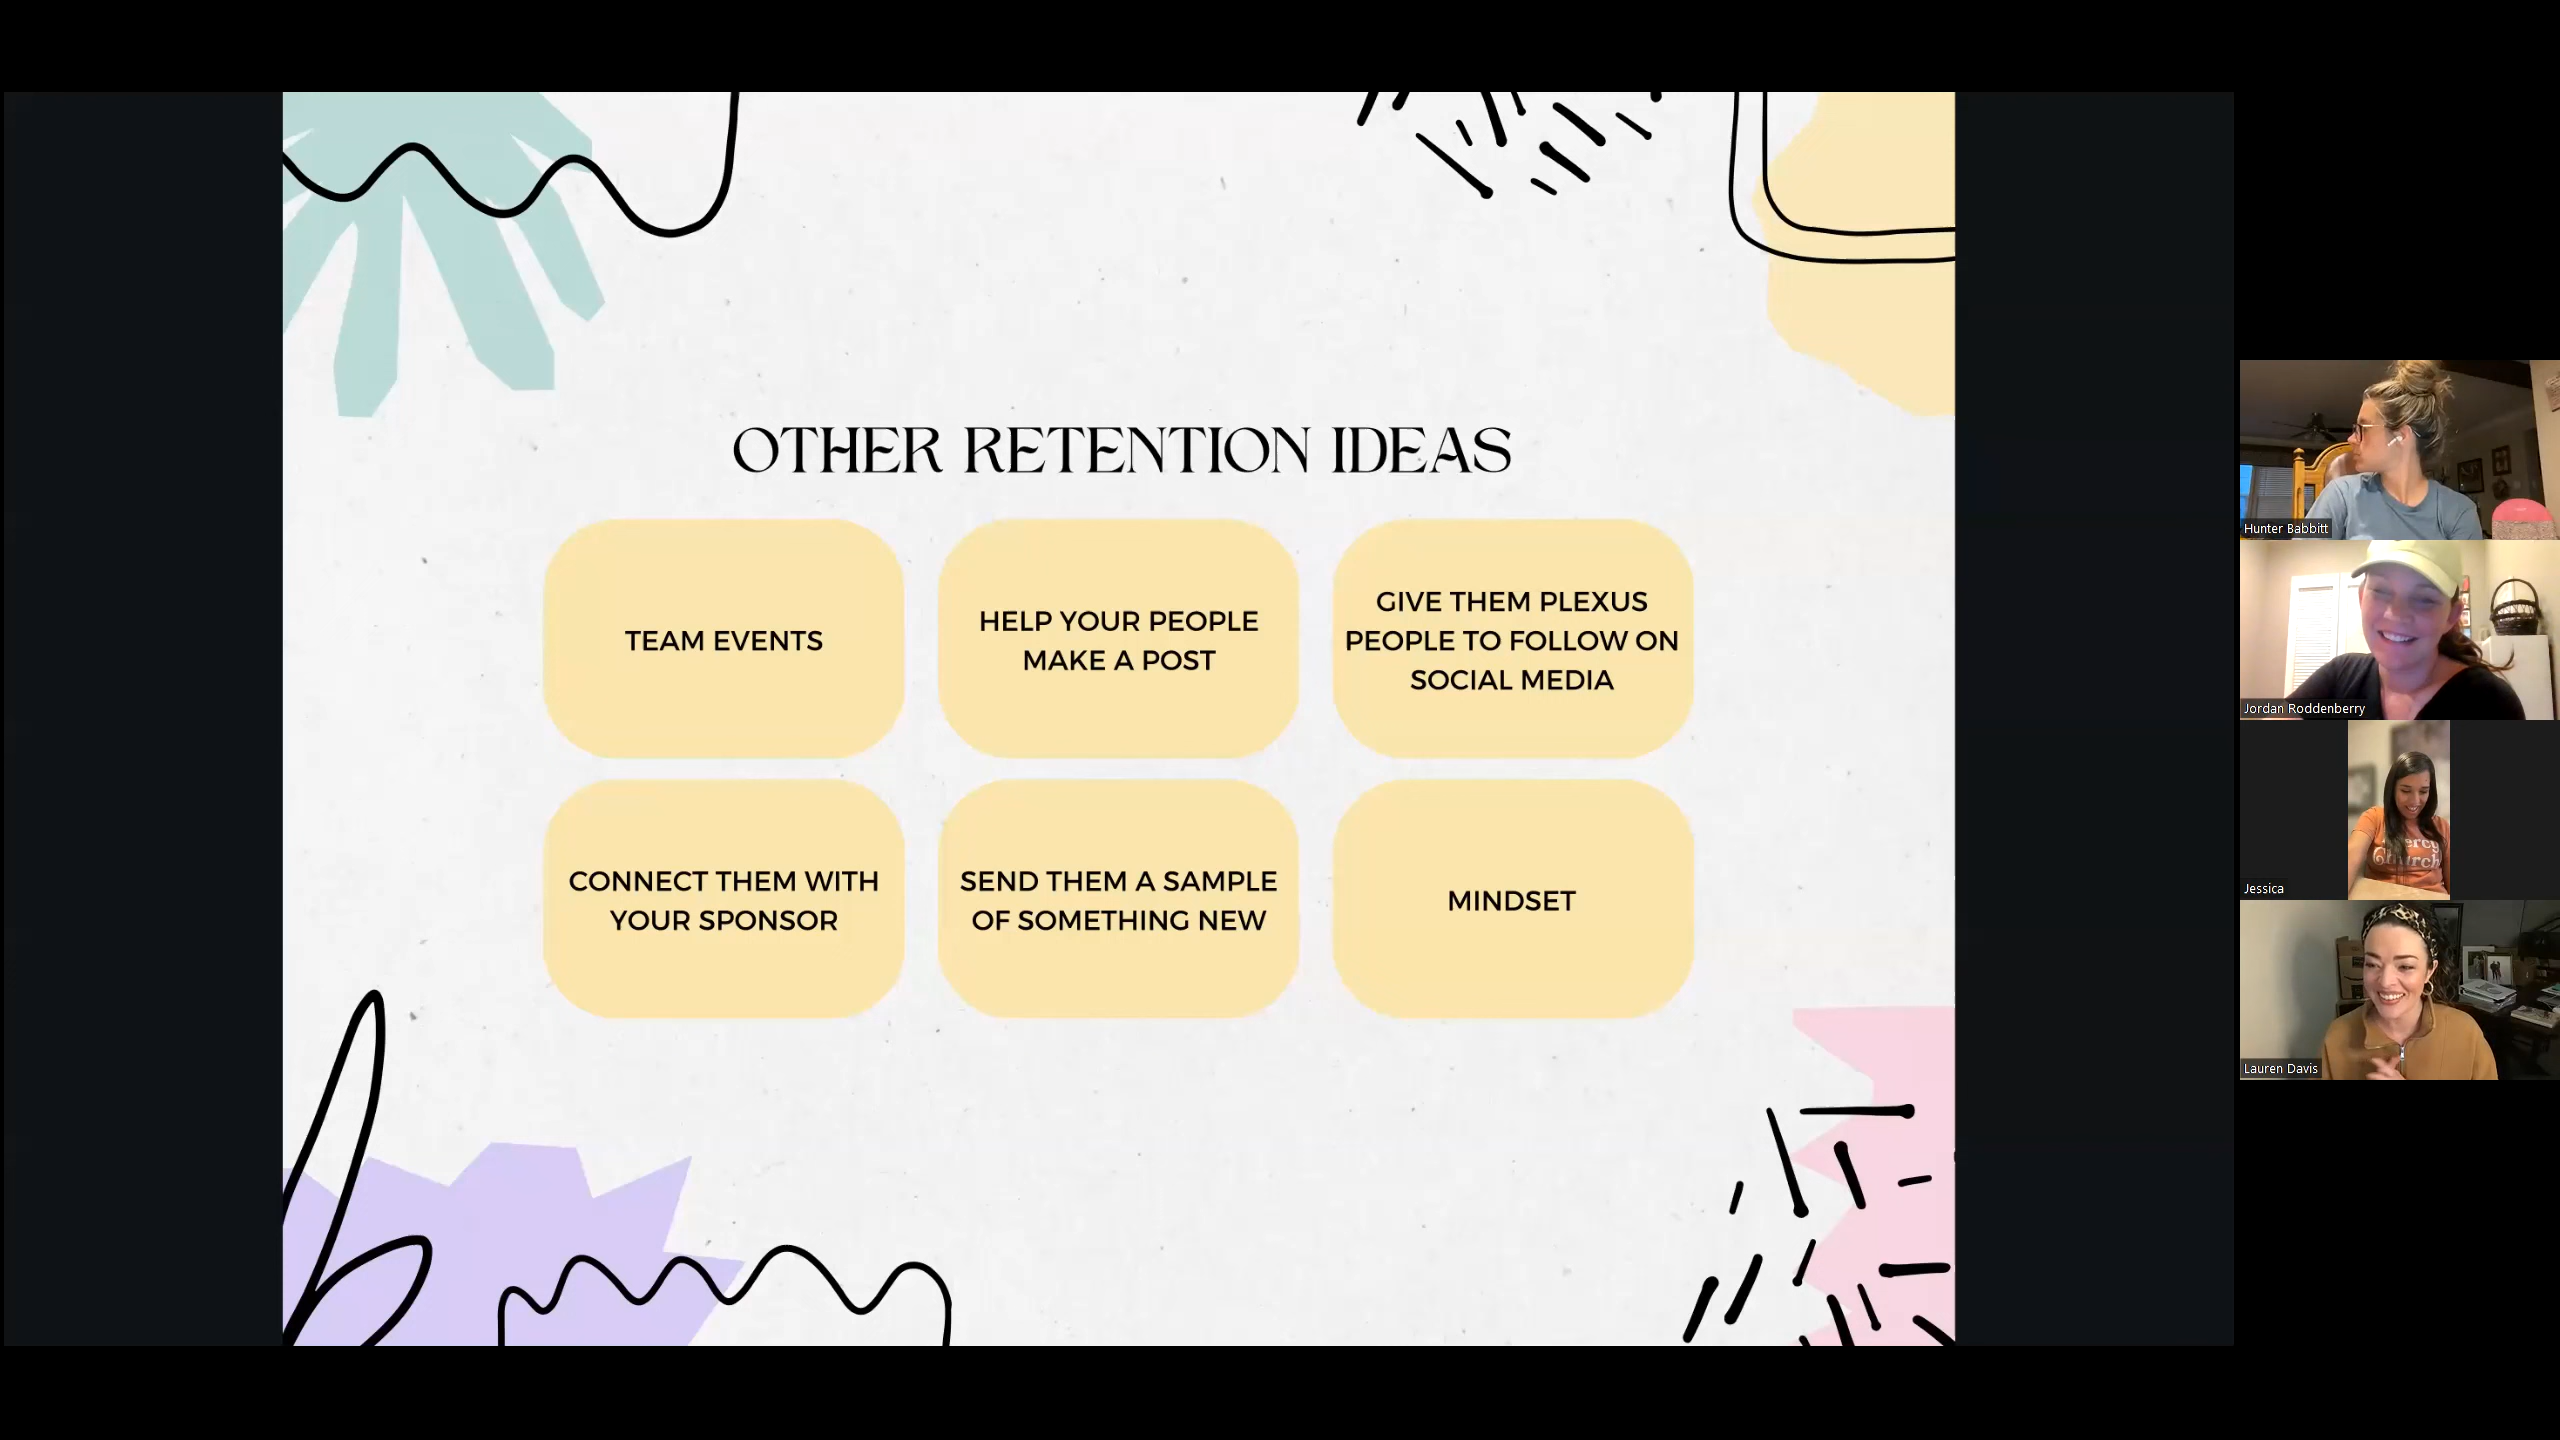 OTHER RETENTION IDEAS
TEAM EVENTS
HELP YOUR PEOPLE
MAKE A POST
GIVE THEM PLEXUS
PEOPLE TO FOLLOW ON
SOCIAL MEDIA
CONNECT THEM WITH
YOUR SPONSOR
SEND THEM A SAMPLE
OF SOMETHING NEW
MINDSET
Hunter Babbitt
Jordan Roddenberry
Church
Jessica
Lauren Davis